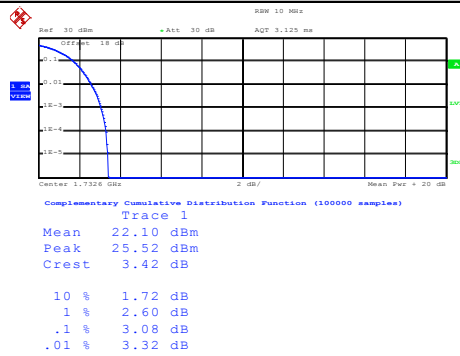 RBW 10 MHz
Ref 30 dBm Att 30 dB AQT 3.125 ms
Offset 18 dB
0.1
A
0.01
1 SA
VIEW
1E-3
LVL
1E-4
1E-5
Center 1.7326 GHz 2 dB/ Mean Pwr + 20 dB
Complementary Cumulative Distribution Function (100000 samples)
Trace 1
Mean 22.10 dBm
Peak 25.52 dBm
Crest 3.42 dB
10 % 1.72 dB
1 % 2.60 dB
.1 % 3.08 dB
.01 % 3.32 dB